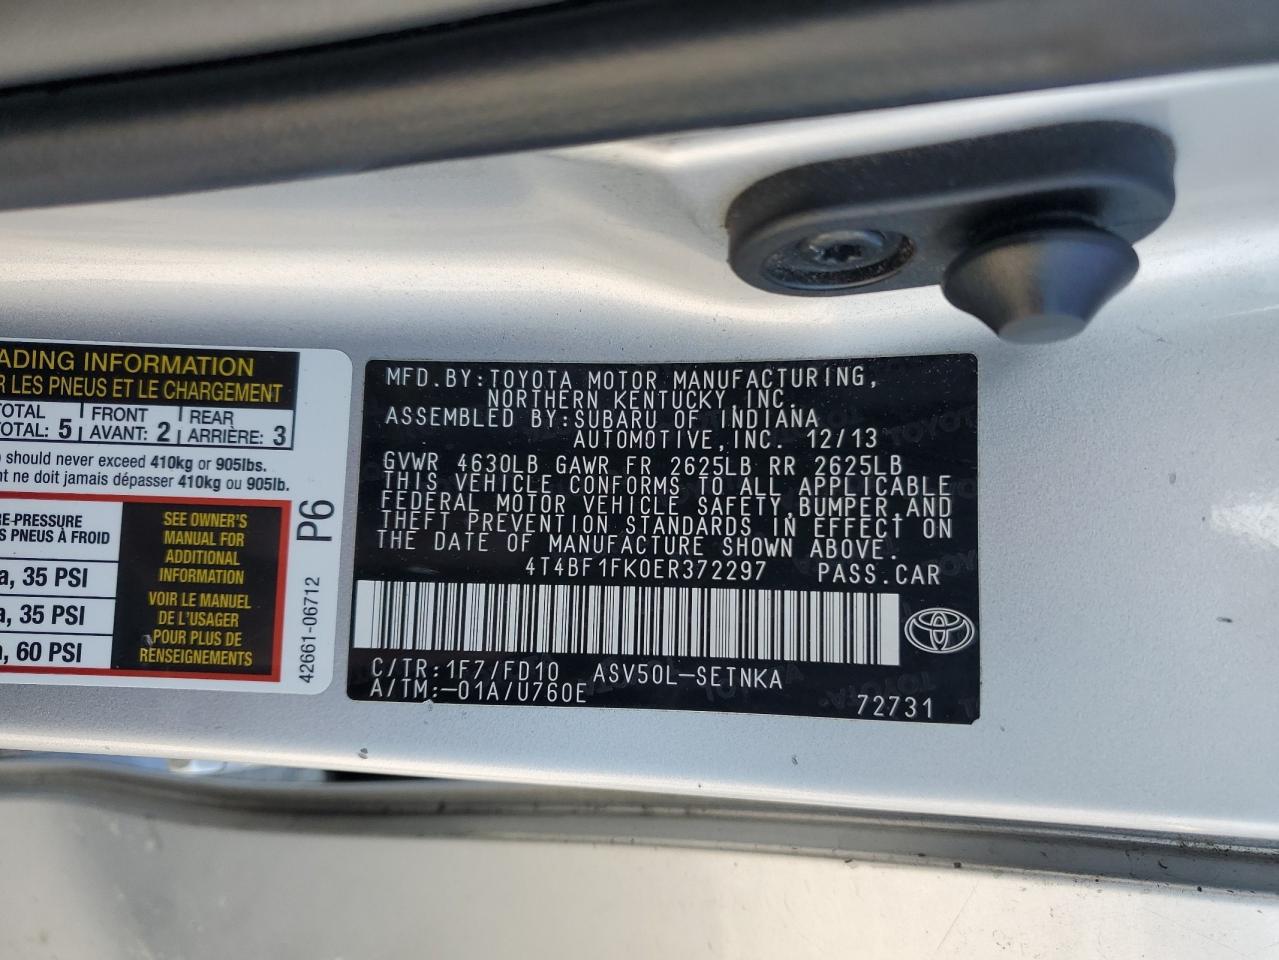 ADING INFORMATION
R LES PNEUS ET LE CHARGEMENT
TOTAL FRONT REAR
TOTAL: 5 AVANT: 2 ARRIÈRE: 3
should never exceed 410kg or 905lbs.
nt ne doit jamais dépasser 410kg ou 905lbs.
RE-PRESSURE
S PNEUS À FROID
a, 35 PSI
a, 35 PSI
a, 60 PSI
SEE OWNER'S
MANUAL FOR
ADDITIONAL
INFORMATION
VOIR LE MANUEL
DE L'USAGER
POUR PLUS DE
RENSEIGNEMENTS
P6
42661-06712
MFD.BY:TOYOTA MOTOR MANUFACTURING,
NORTHERN KENTUCKY, INC.
ASSEMBLED BY:SUBARU OF INDIANA
AUTOMOTIVE,INC. 12/13
GVWR 4630LB GAWR FR 2625LB RR 2625LB
THIS VEHICLE CONFORMS TO ALL APPLICABLE
FEDERAL MOTOR VEHICLE SAFETY,BUMPER,AND
THEFT PREVENTION STANDARDS IN EFFECT ON
THE DATE OF MANUFACTURE SHOWN ABOVE.
4T4BF1FK0ER372297 PASS.CAR
C/TR:1F7/FD10 ASV50L-SETNKA
A/TM:-01A/U760E
72731